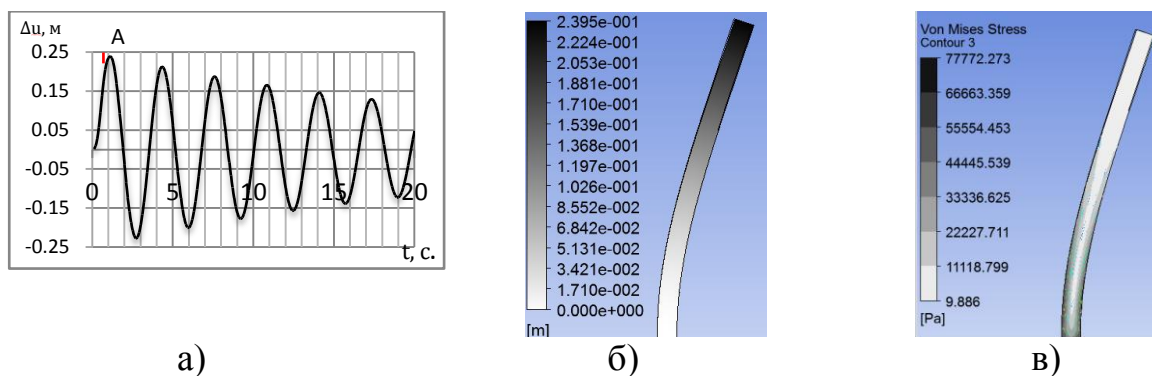 Δu, м
А
0.25
0.15
0.05
-0.05
-0.15
-0.25
0 5 10 15 20
t, с.
2.395e-001
2.224e-001
2.053e-001
1.881e-001
1.710e-001
1.539e-001
1.368e-001
1.197e-001
1.026e-001
8.552e-002
6.842e-002
5.131e-002
3.421e-002
1.710e-002
0.000e+000
[m]
Von Mises Stress
Contour 3
77772.273
66663.359
55554.453
44445.539
33336.625
22227.711
11118.799
9.886
[Pa]
а) б) в)